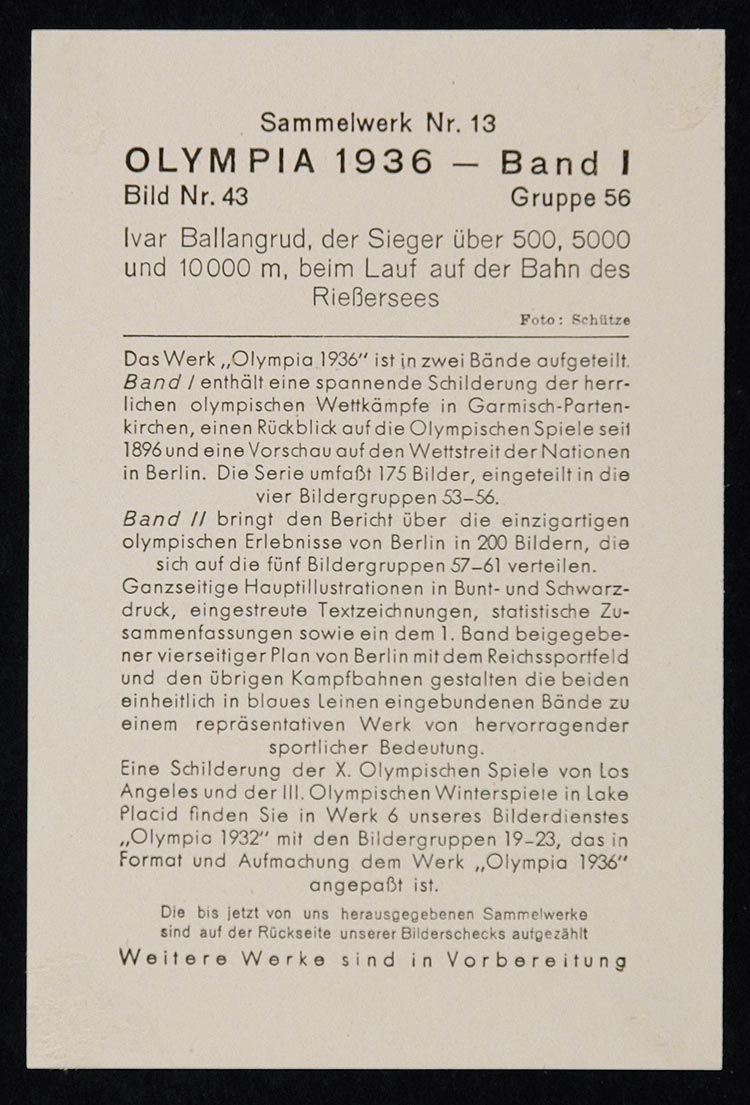 Sammelwerk Nr. 13
OLYMPIA 1936 — Band I
Bild Nr. 43 Gruppe 56
Ivar Ballangrud, der Sieger über 500, 5000
und 10000 m, beim Lauf auf der Bahn des
Rießersees
Foto: Schütze
Das Werk „Olympia 1936“ ist in zwei Bände aufgeteilt.
Band I enthält eine spannende Schilderung der herr-
lichen olympischen Wettkämpfe in Garmisch-Parten-
kirchen, einen Rückblick auf die Olympischen Spiele seit
1896 und eine Vorschau auf den Wettstreit der Nationen
in Berlin. Die Serie umfaßt 175 Bilder, eingeteilt in die
vier Bildergruppen 53–56.
Band II bringt den Bericht über die einzigartigen
olympischen Erlebnisse von Berlin in 200 Bildern, die
sich auf die fünf Bildergruppen 57–61 verteilen.
Ganzseitige Hauptillustrationen in Bunt- und Schwarz-
druck, eingestreute Textzeichnungen, statistische Zu-
sammenfassungen sowie ein dem 1. Band beigegebe-
ner vierseitiger Plan von Berlin mit dem Reichssportfeld
und den übrigen Kampfbahnen gestalten die beiden
einheitlich in blaues Leinen eingebundenen Bände zu
einem repräsentativen Werk von hervorragender
sportlicher Bedeutung.
Eine Schilderung der X. Olympischen Spiele von Los
Angeles und der III. Olympischen Winterspiele in Lake
Placid finden Sie in Werk 6 unseres Bilderdienstes
„Olympia 1932“ mit den Bildergruppen 19–23, das in
Format und Aufmachung dem Werk „Olympia 1936“
angepaßt ist.
Die bis jetzt von uns herausgegebenen Sammelwerke
sind auf der Rückseite unserer Bilderschecks aufgezählt
Weitere Werke sind in Vorbereitung